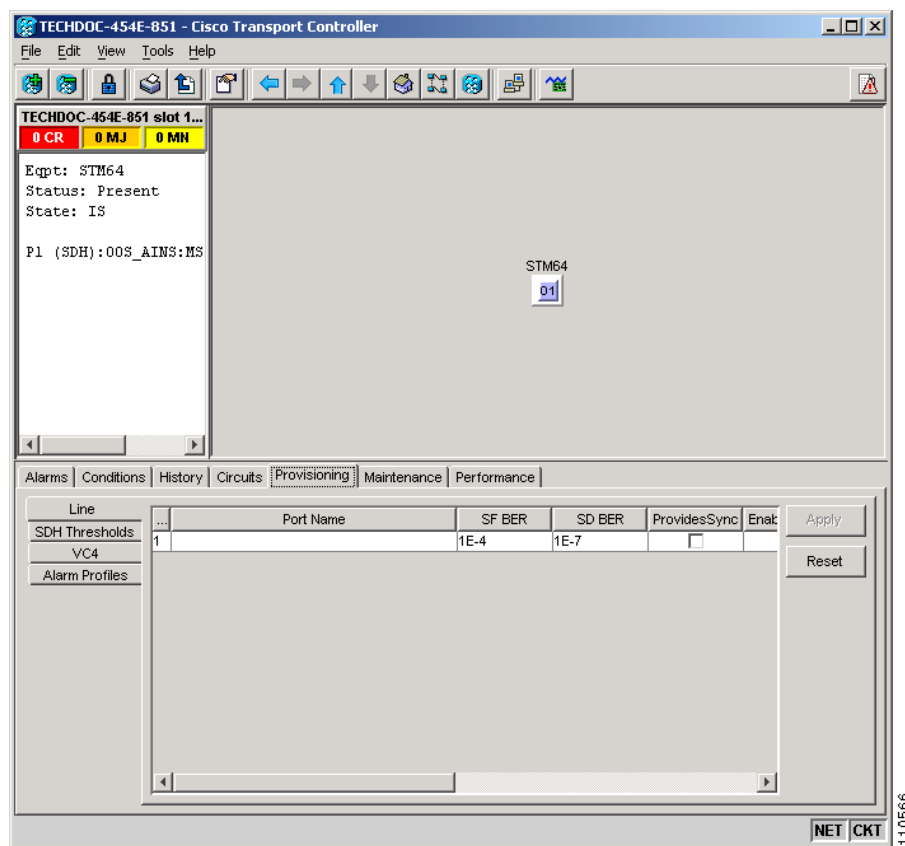 TECHDOC-454E-851 - Cisco Transport Controller
File Edit View Tools Help
TECHDOC-454E-851 slot 1...
0 CR 0 MJ 0 MN
Eqpt: STM64
Status: Present
State: IS
P1 (SDH):OOS_AINS:MS
STM64
01
Alarms Conditions History Circuits Provisioning Maintenance Performance
Line
SDH Thresholds
VC4
Alarm Profiles
... Port Name SF BER SD BER ProvidesSync Enab
1 1E-4 1E-7
Apply
Reset
NET CKT
110566